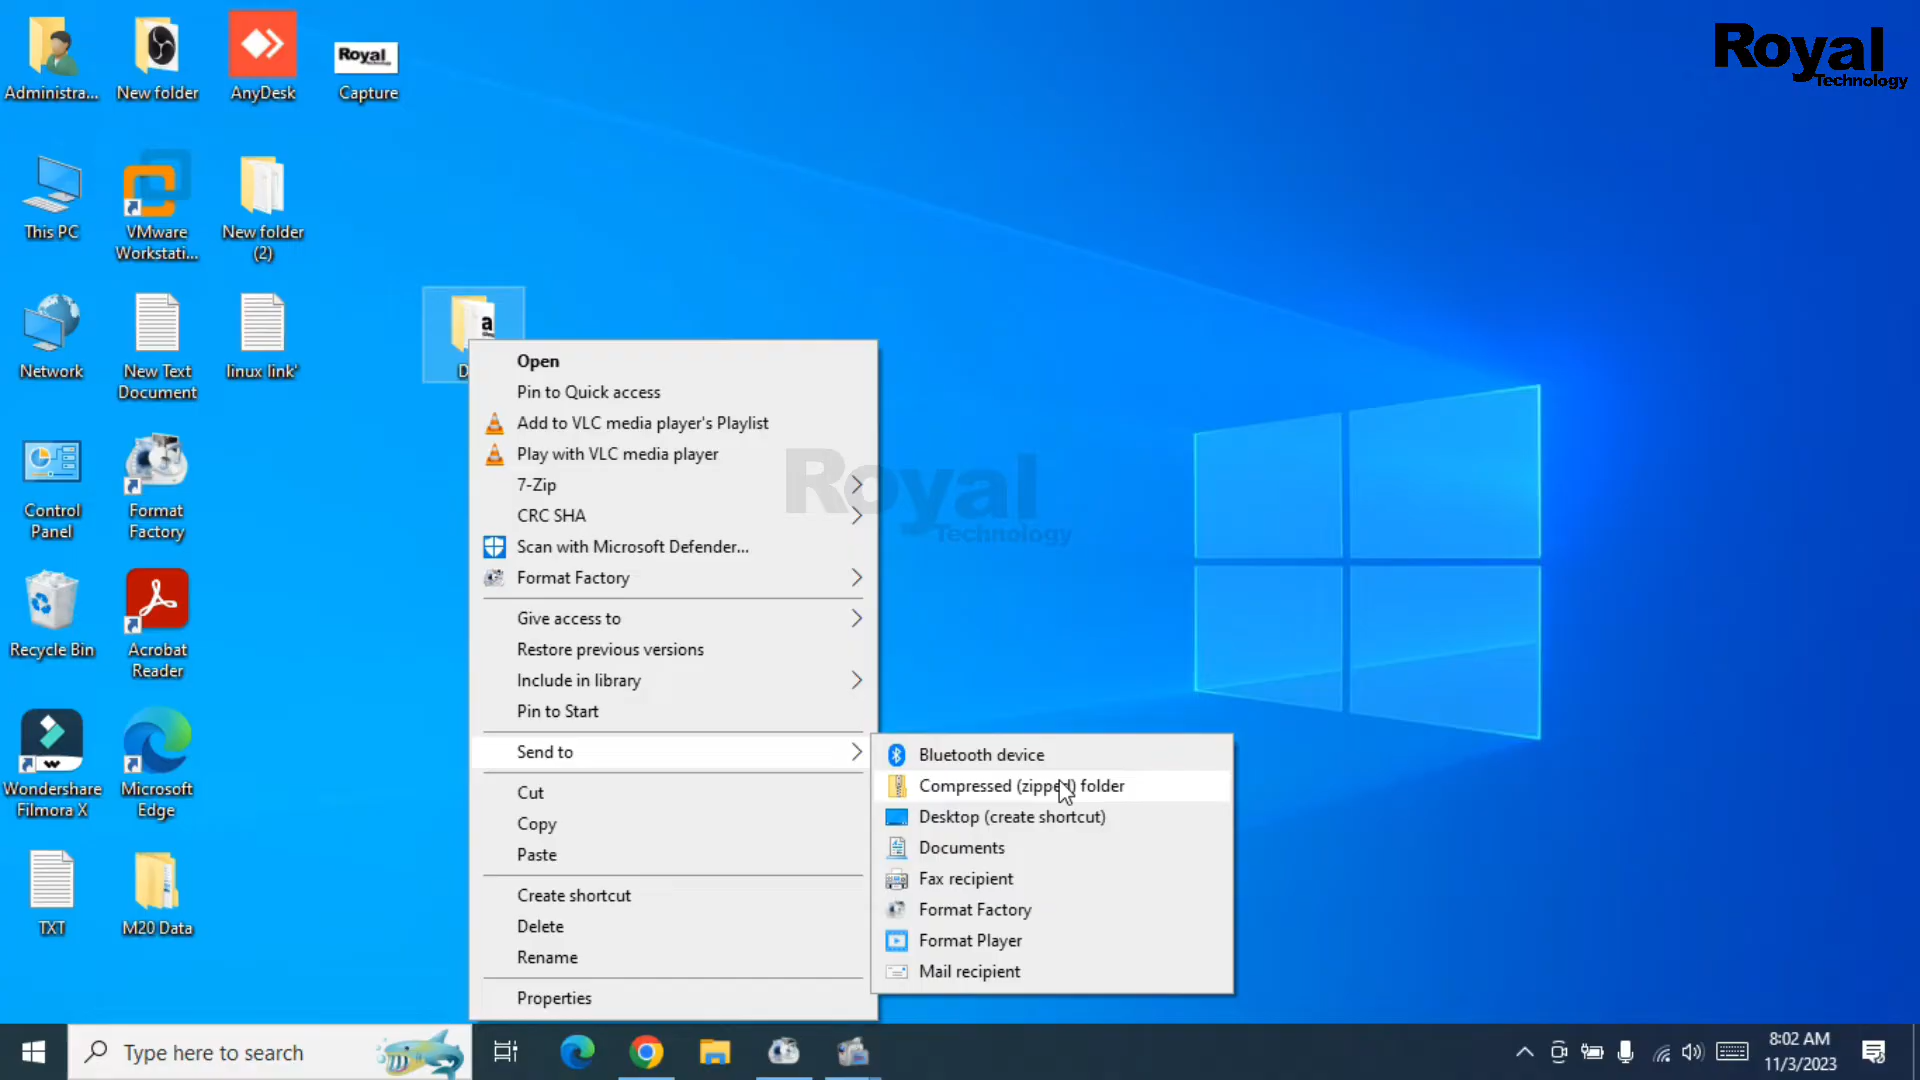 Administra...
New folder
AnyDesk
Royal
Technology
Capture
Royal
Technology
This PC
VMware
Workstati...
New folder
(2)
Network
New Text
Document
linux link'
a
D
Control
Panel
Format
Factory
Recycle Bin
Acrobat
Reader
Wondershare
Filmora X
Microsoft
Edge
TXT
M20 Data
Open
Pin to Quick access
Add to VLC media player's Playlist
Play with VLC media player
7-Zip
CRC SHA
Scan with Microsoft Defender...
Format Factory
Give access to
Restore previous versions
Include in library
Pin to Start
Send to
Cut
Copy
Paste
Create shortcut
Delete
Rename
Properties
Royal
Technology
Bluetooth device
Compressed (zipped) folder
Desktop (create shortcut)
Documents
Fax recipient
Format Factory
Format Player
Mail recipient
Type here to search
8:02 AM
11/3/2023